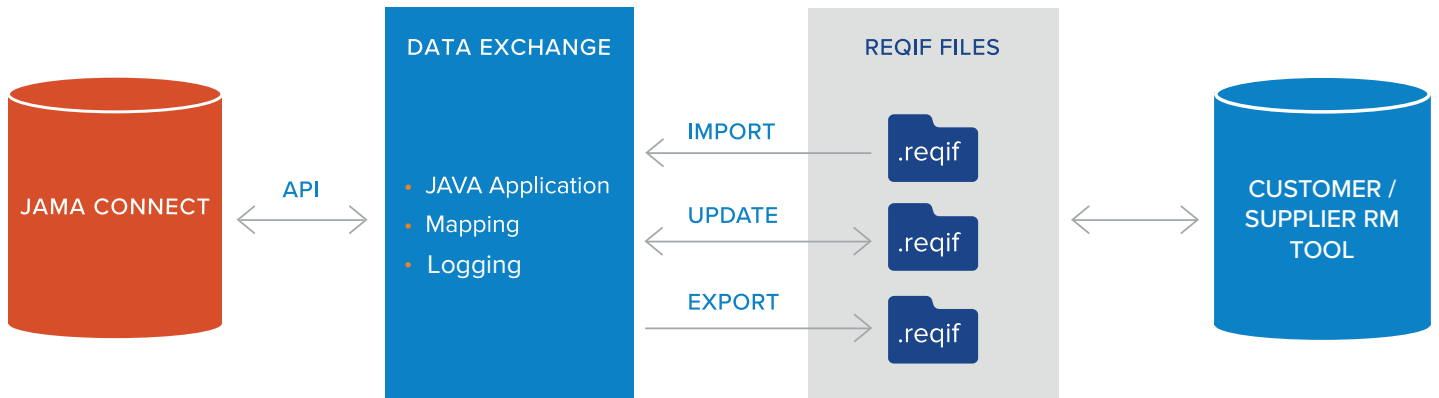 JAMA CONNECT
API
DATA EXCHANGE
• JAVA Application
• Mapping
• Logging
IMPORT
UPDATE
EXPORT
REQIF FILES
.reqif
.reqif
.reqif
CUSTOMER /
SUPPLIER RM
TOOL